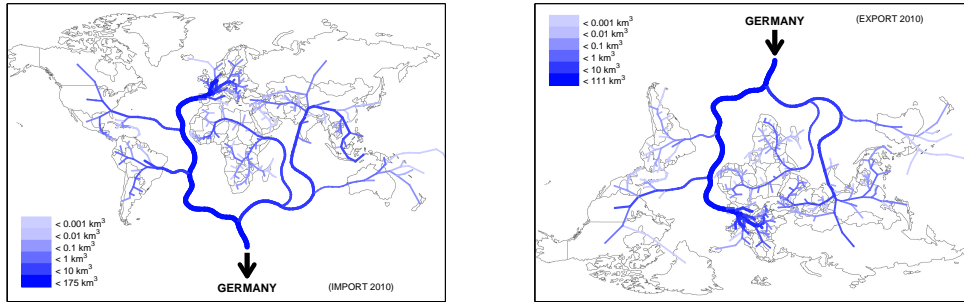 < 0.001 km³
< 0.01 km³
< 0.1 km³
< 1 km³
< 10 km³
< 175 km³
GERMANY
(IMPORT 2010)
GERMANY
(EXPORT 2010)
< 0.001 km³
< 0.01 km³
< 0.1 km³
< 1 km³
< 10 km³
< 111 km³